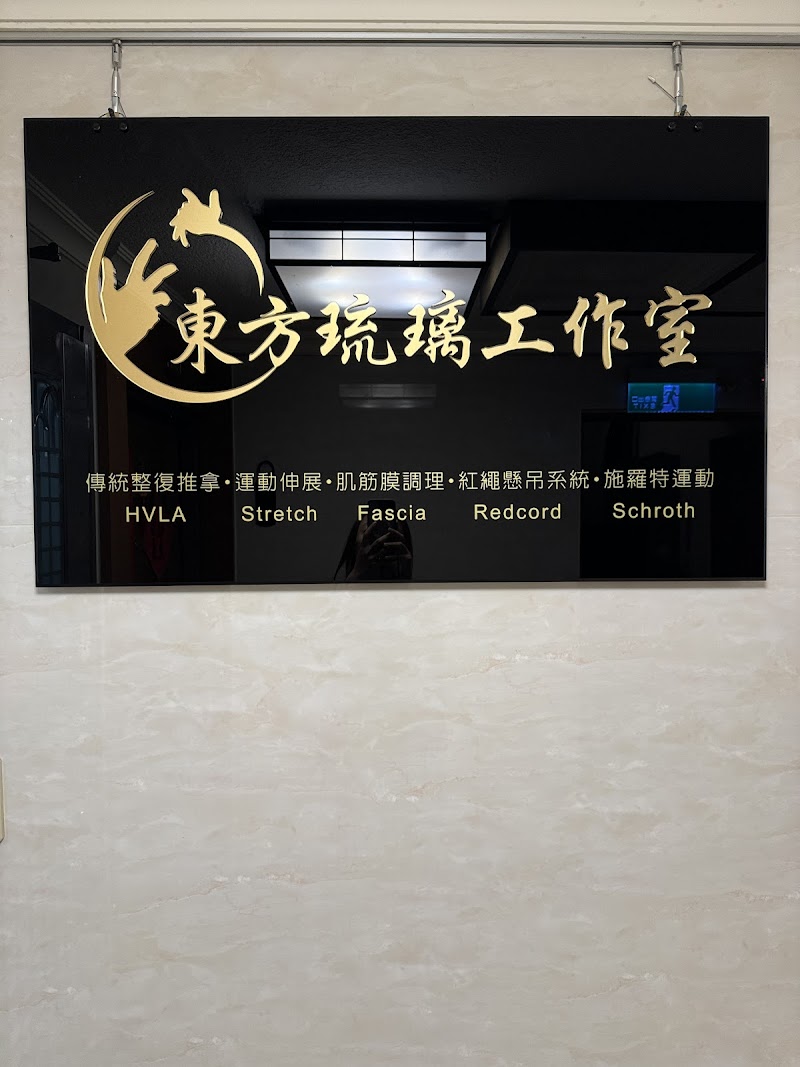 東方琉璃工作室
傳統整復推拿•運動伸展•肌筋膜調理•紅繩懸吊系統•施羅特運動
HVLA Stretch Fascia Redcord Schroth